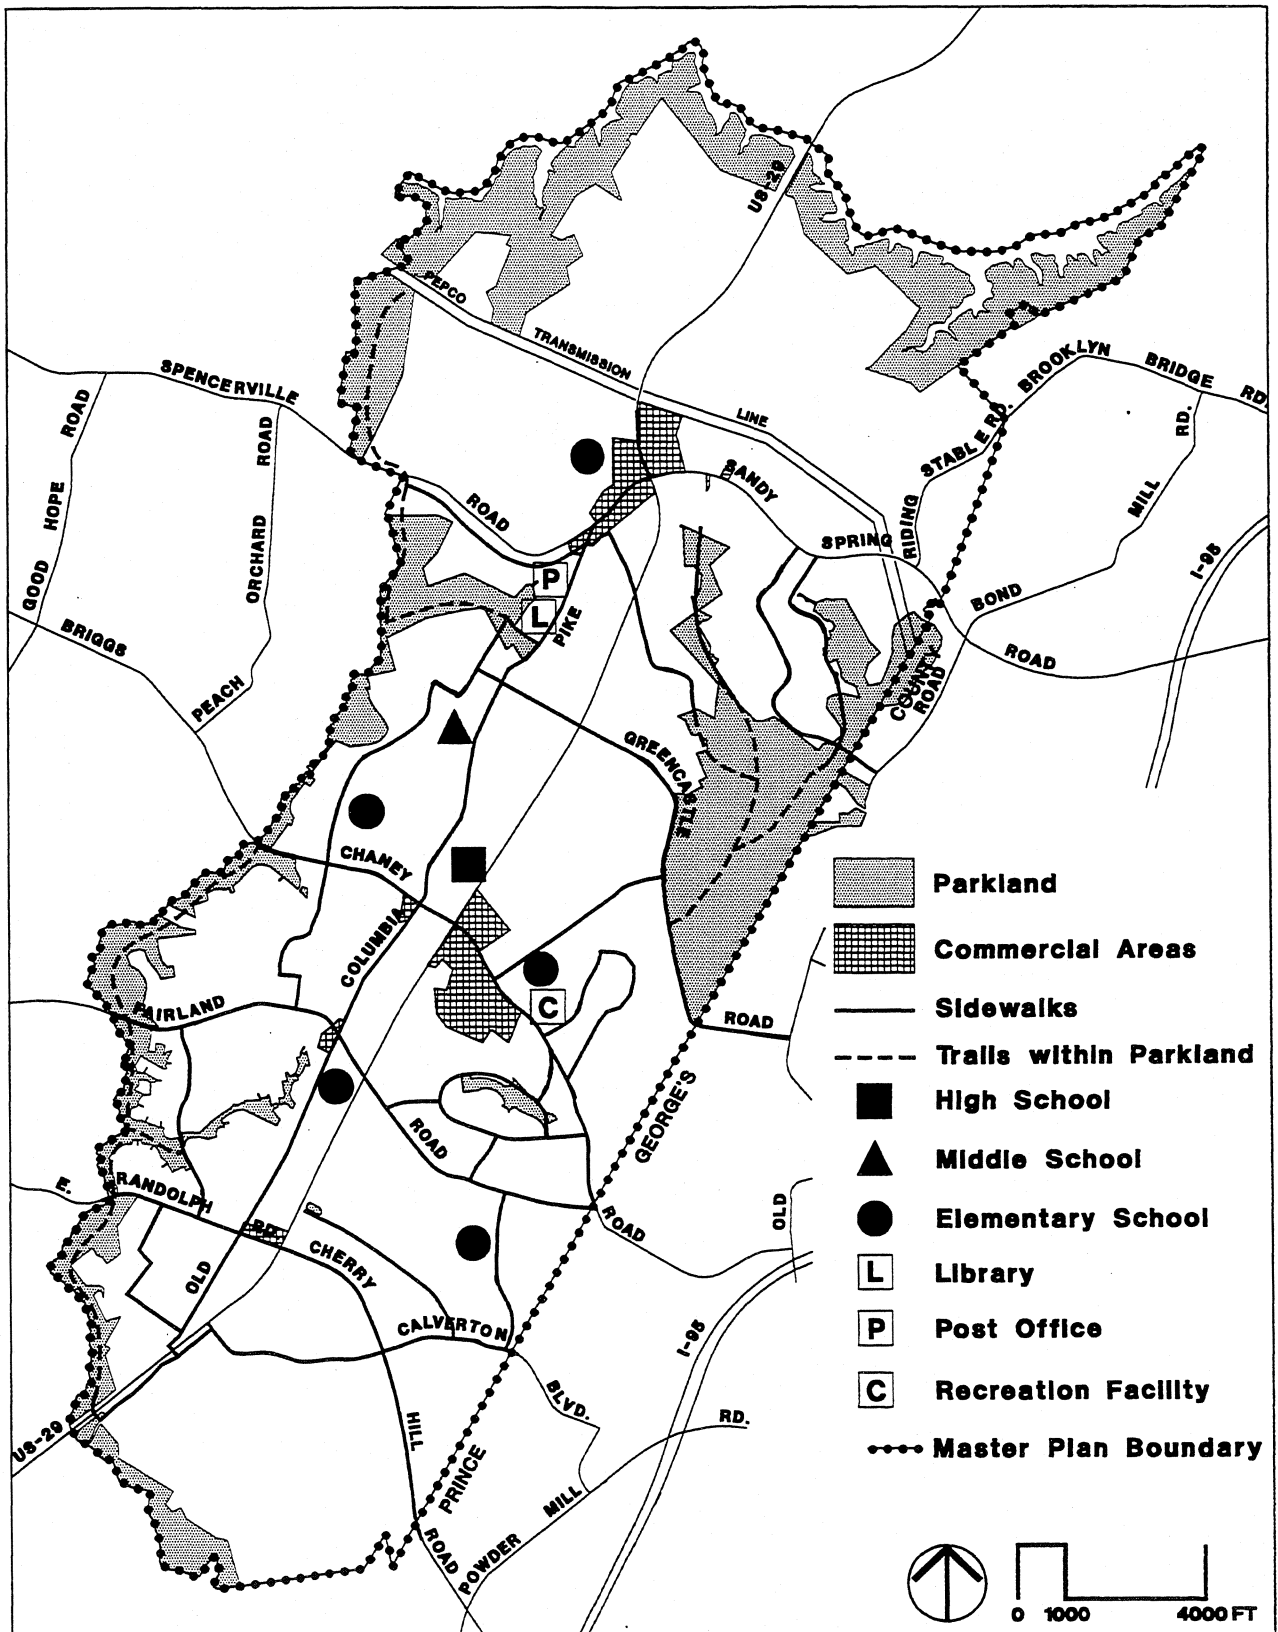 US-29
PEPCO
TRANSMISSION
LINE
SPENCERVILLE
ROAD
GOOD HOPE ROAD
PEACH ORCHARD ROAD
BRIGGS
CHANEY
SANDY
SPRING
ROAD
RIDING
STABLE RD.
BROOKLYN BRIDGE RD.
MILL RD.
BOND
I-95
COUNTY
ROAD
P
L
PIKE
COLUMBIA
OLD
GREENCASTLE
ROAD
C
FAIRLAND
ROAD
ROAD
E. RANDOLPH
RD.
CHERRY
HILL
ROAD
CALVERTON
BLVD.
PRINCE
GEORGE'S
OLD
POWDER MILL
RD.
I-95
US-29
Parkland
Commercial Areas
Sidewalks
Trails within Parkland
High School
Middle School
Elementary School
L Library
P Post Office
C Recreation Facility
Master Plan Boundary
0 1000 4000 FT